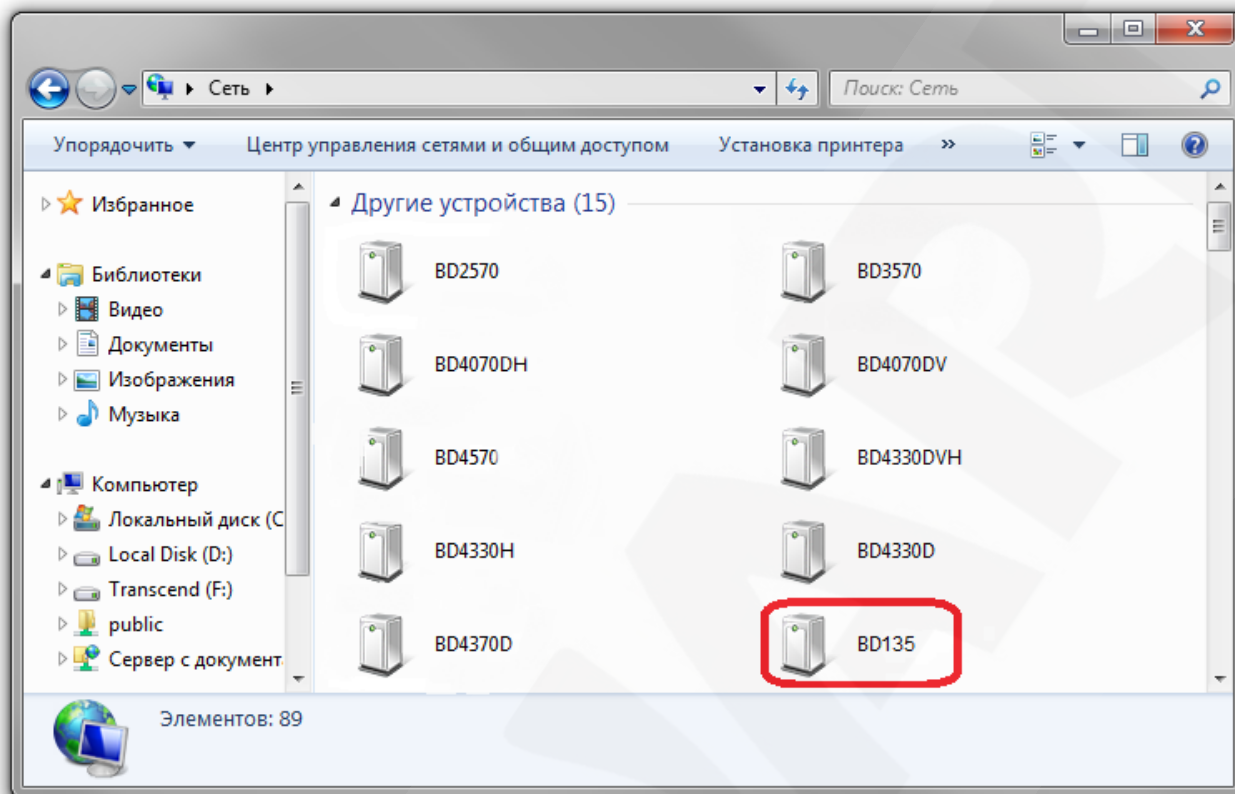 Сеть
Поиск: Сеть
Упорядочить Центр управления сетями и общим доступом Установка принтера »
Избранное
Библиотеки
Видео
Документы
Изображения
Музыка
Компьютер
Локальный диск (C
Local Disk (D:)
Transcend (F:)
public
Сервер с документ
Другие устройства (15)
BD2570 BD3570
BD4070DH BD4070DV
BD4570 BD4330DVH
BD4330H BD4330D
BD4370D BD135
Элементов: 89